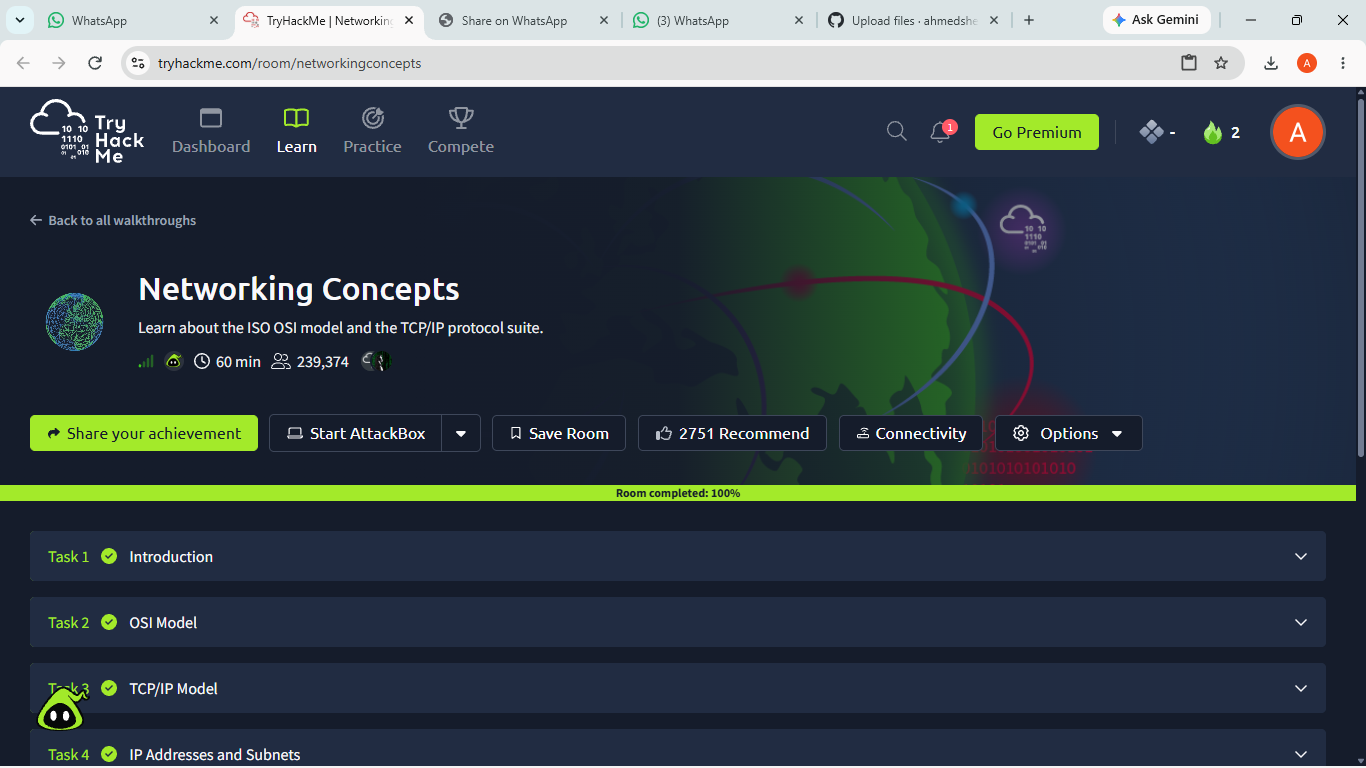 WhatsApp
TryHackMe | Networking
Share on WhatsApp
(3) WhatsApp
Upload files · ahmedshe
Ask Gemini
tryhackme.com/room/networkingconcepts
A
Try
Hack
Me
Dashboard
Learn
Practice
Compete
1
Go Premium
-
2
A
Back to all walkthroughs
Networking Concepts
Learn about the ISO OSI model and the TCP/IP protocol suite.
60 min
239,374
Share your achievement
Start AttackBox
Save Room
2751 Recommend
Connectivity
Options
101010101010
Room completed: 100%
Task 1 Introduction
Task 2 OSI Model
Task 3 TCP/IP Model
Task 4 IP Addresses and Subnets